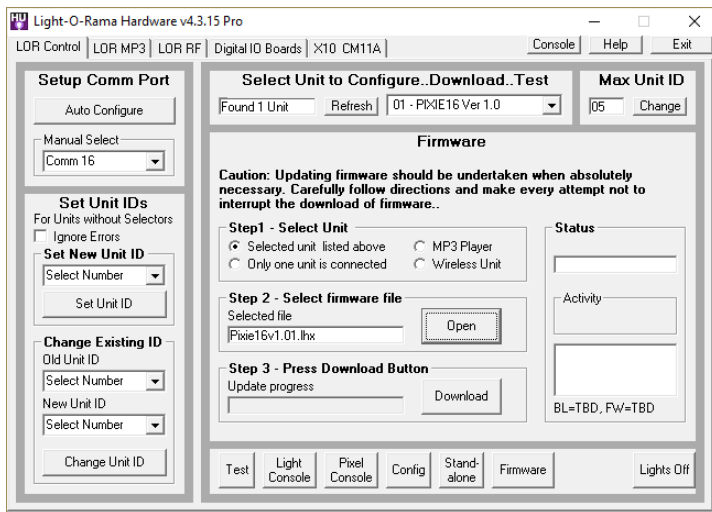 HU Light-O-Rama Hardware v4.3.15 Pro
LOR Control LOR MP3 LOR RF Digital IO Boards X10 CM11A Console Help Exit
Setup Comm Port
Auto Configure
Manual Select
Comm 16
Set Unit IDs
For Units without Selectors
Ignore Errors
Set New Unit ID
Select Number
Set Unit ID
Change Existing ID
Old Unit ID
Select Number
New Unit ID
Select Number
Change Unit ID
Select Unit to Configure..Download..Test
Found 1 Unit Refresh 01 - PIXIE16 Ver 1.0
Max Unit ID
05 Change
Firmware
Caution: Updating firmware should be undertaken when absolutely
necessary. Carefully follow directions and make every attempt not to
interrupt the download of firmware..
Step1 - Select Unit
Selected unit listed above MP3 Player
Only one unit is connected Wireless Unit
Step 2 - Select firmware file
Selected file
Pixie16v1.01.lhx
Open
Step 3 - Press Download Button
Update progress
Download
Status
Activity
BL=TBD, FW=TBD
Test Light
Console Pixel
Console Config Stand-
alone Firmware Lights Off